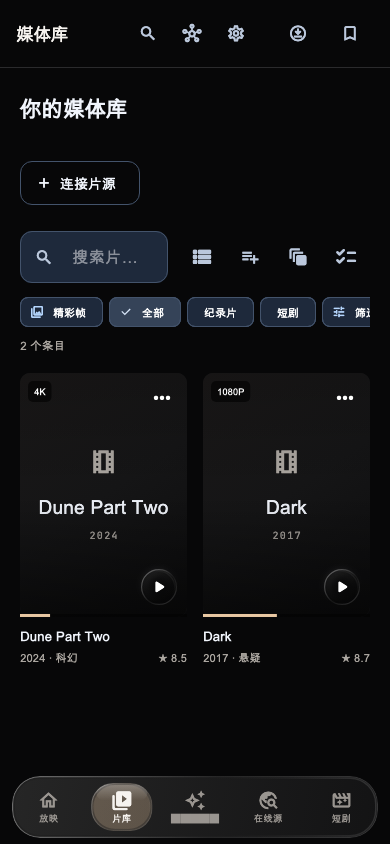 媒体库
你的媒体库
连接片源
搜索片...
精彩帧
全部
纪录片
短剧
2 个条目
4K
1080P
Dune Part Two
2024
Dark
2017
Dune Part Two
2024 · 科幻
★ 8.5
Dark
2017 · 悬疑
★ 8.7
放映
片库
在线源
短剧